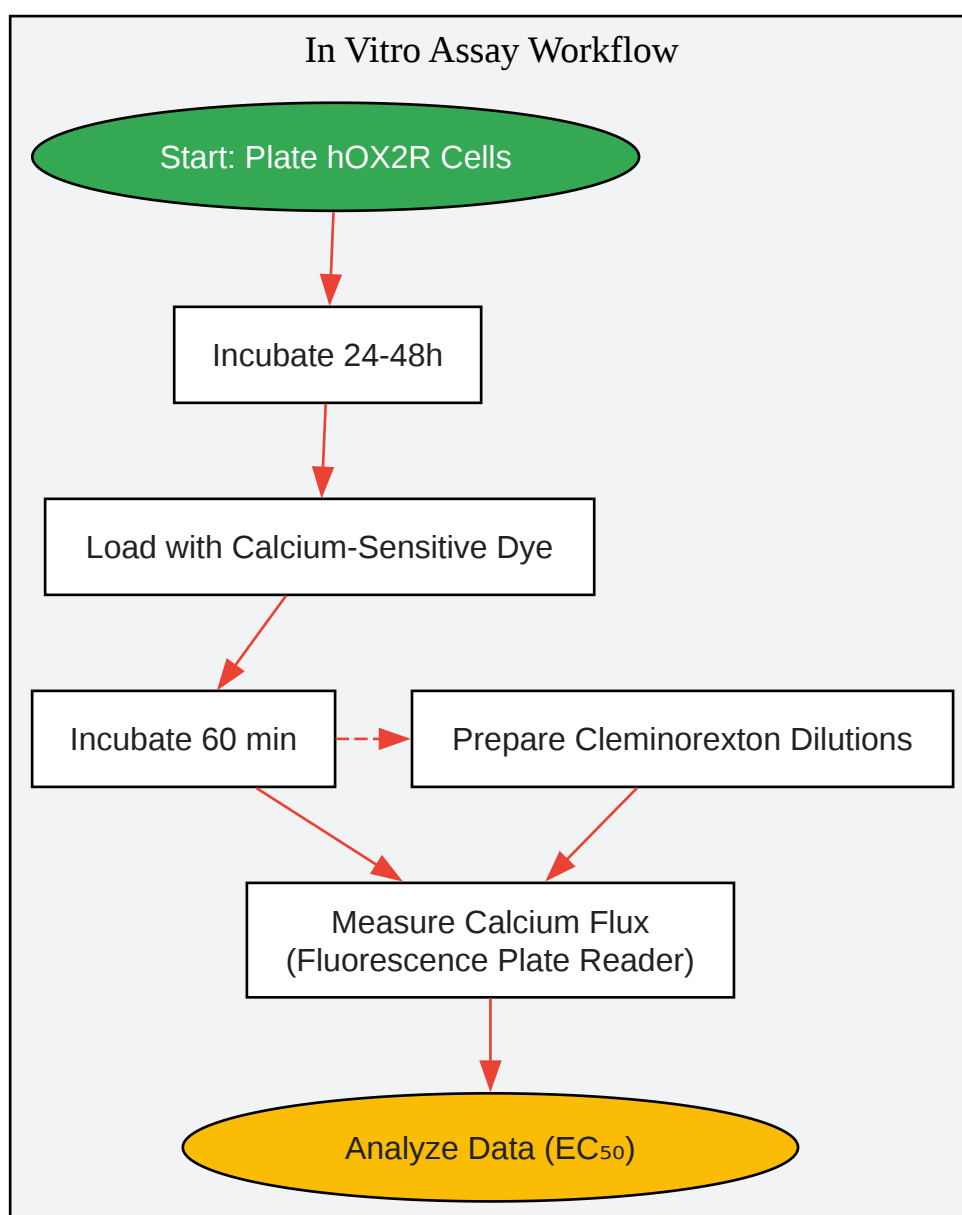 In Vitro Assay Workflow
Start: Plate hOX2R Cells
Incubate 24-48h
Load with Calcium-Sensitive Dye
Incubate 60 min
Prepare Cleminorexton Dilutions
Measure Calcium Flux
(Fluorescence Plate Reader)
Analyze Data (EC₅₀)